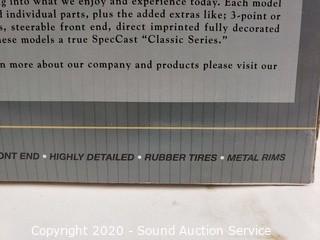 ing into what we enjoy and experience today. Each model
d individual parts, plus the added extras like; 3-point or
s, steerable front end, direct imprinted fully decorated
hese models a true SpecCast “Classic Series.”
n more about our company and products please visit our
ONT END • HIGHLY DETAILED • RUBBER TIRES • METAL RIMS
Copyright 2020 - Sound Auction Service